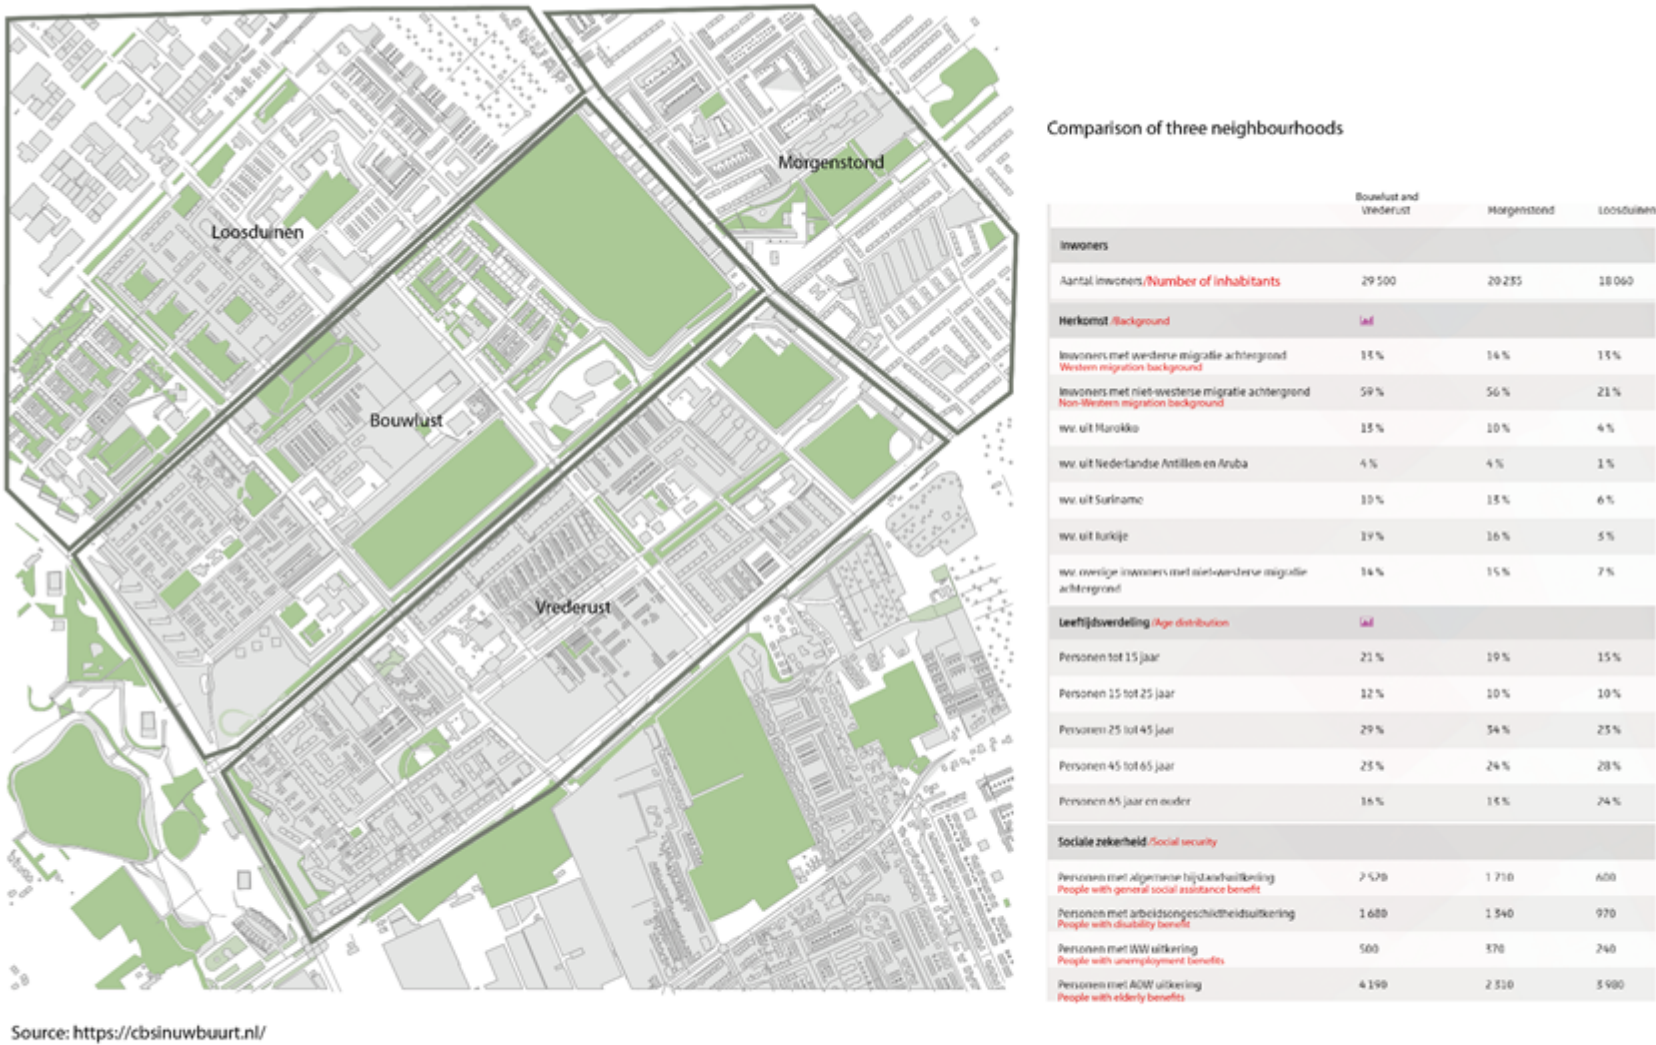 Loosduinen
Morgenstond
Bouwlust
Vrederust
Source: https://cbsinuwbuurt.nl/
Comparison of three neighbourhoods
Bouwlust and
Vrederust Morgenstond Loosduinen
Inwoners
Aantal inwoners/Number of inhabitants 29 500 20 235 18 060
Herkomst /Background
Inwoners met westerse migratie achtergrond 13 % 14 % 13 %
Western migration background
Inwoners met niet-westerse migratie achtergrond 59 % 56 % 21 %
Non-Western migration background
wv. uit Marokko 13 % 10 % 4 %
wv. uit Nederlandse Antillen en Aruba 4 % 4 % 1 %
wv. uit Suriname 10 % 13 % 6 %
wv. uit Turkije 19 % 16 % 3 %
wv. overige inwoners met niet-westerse migratie 14 % 15 % 7 %
achtergrond
Leeftijdsverdeling /Age distribution
Personen tot 15 jaar 21 % 19 % 15 %
Personen 15 tot 25 jaar 12 % 10 % 10 %
Personen 25 tot 45 jaar 29 % 34 % 23 %
Personen 45 tot 65 jaar 23 % 24 % 28 %
Personen 65 jaar en ouder 16 % 13 % 24 %
Sociale zekerheid /Social security
Personen met algemene bijstandsuitkering 2 520 1 710 600
People with general social assistance benefit
Personen met arbeidsongeschiktheidsuitkering 1 680 1 340 970
People with disability benefit
Personen met WW uitkering 500 370 240
People with unemployment benefits
Personen met AOW uitkering 4 190 2 310 3 980
People with elderly benefits